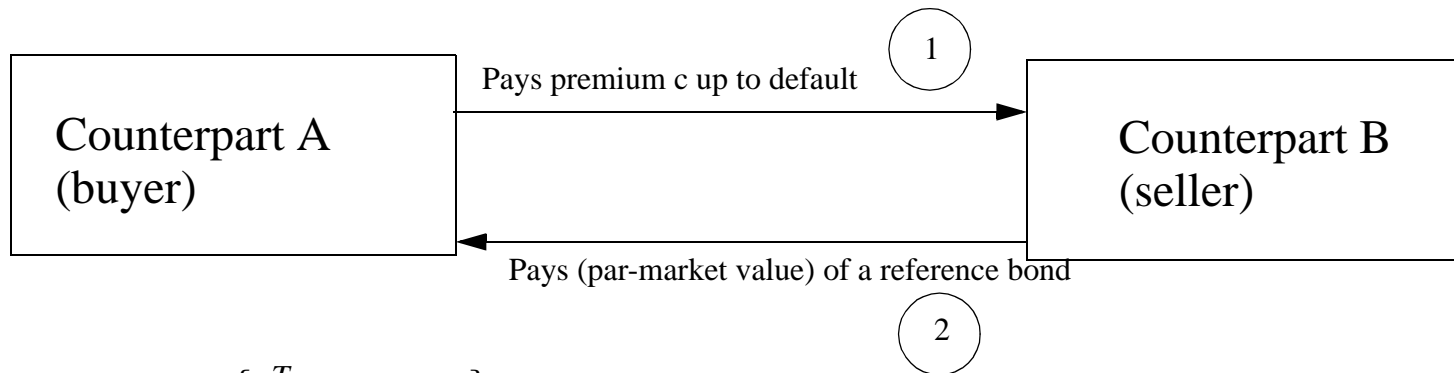 1
Pays premium c up to default
Counterpart A
(buyer)
Counterpart B
(seller)
Pays (par-market value) of a reference bond
2
T